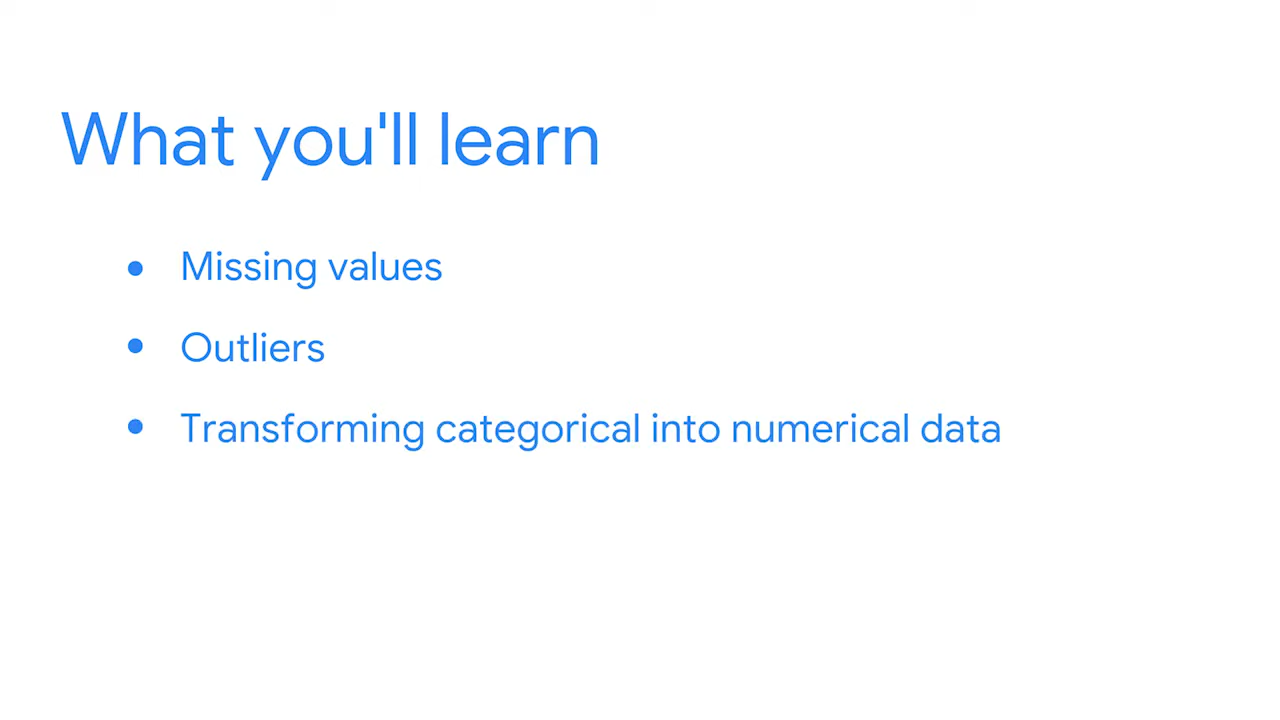 What you'll learn
• Missing values
• Outliers
• Transforming categorical into numerical data